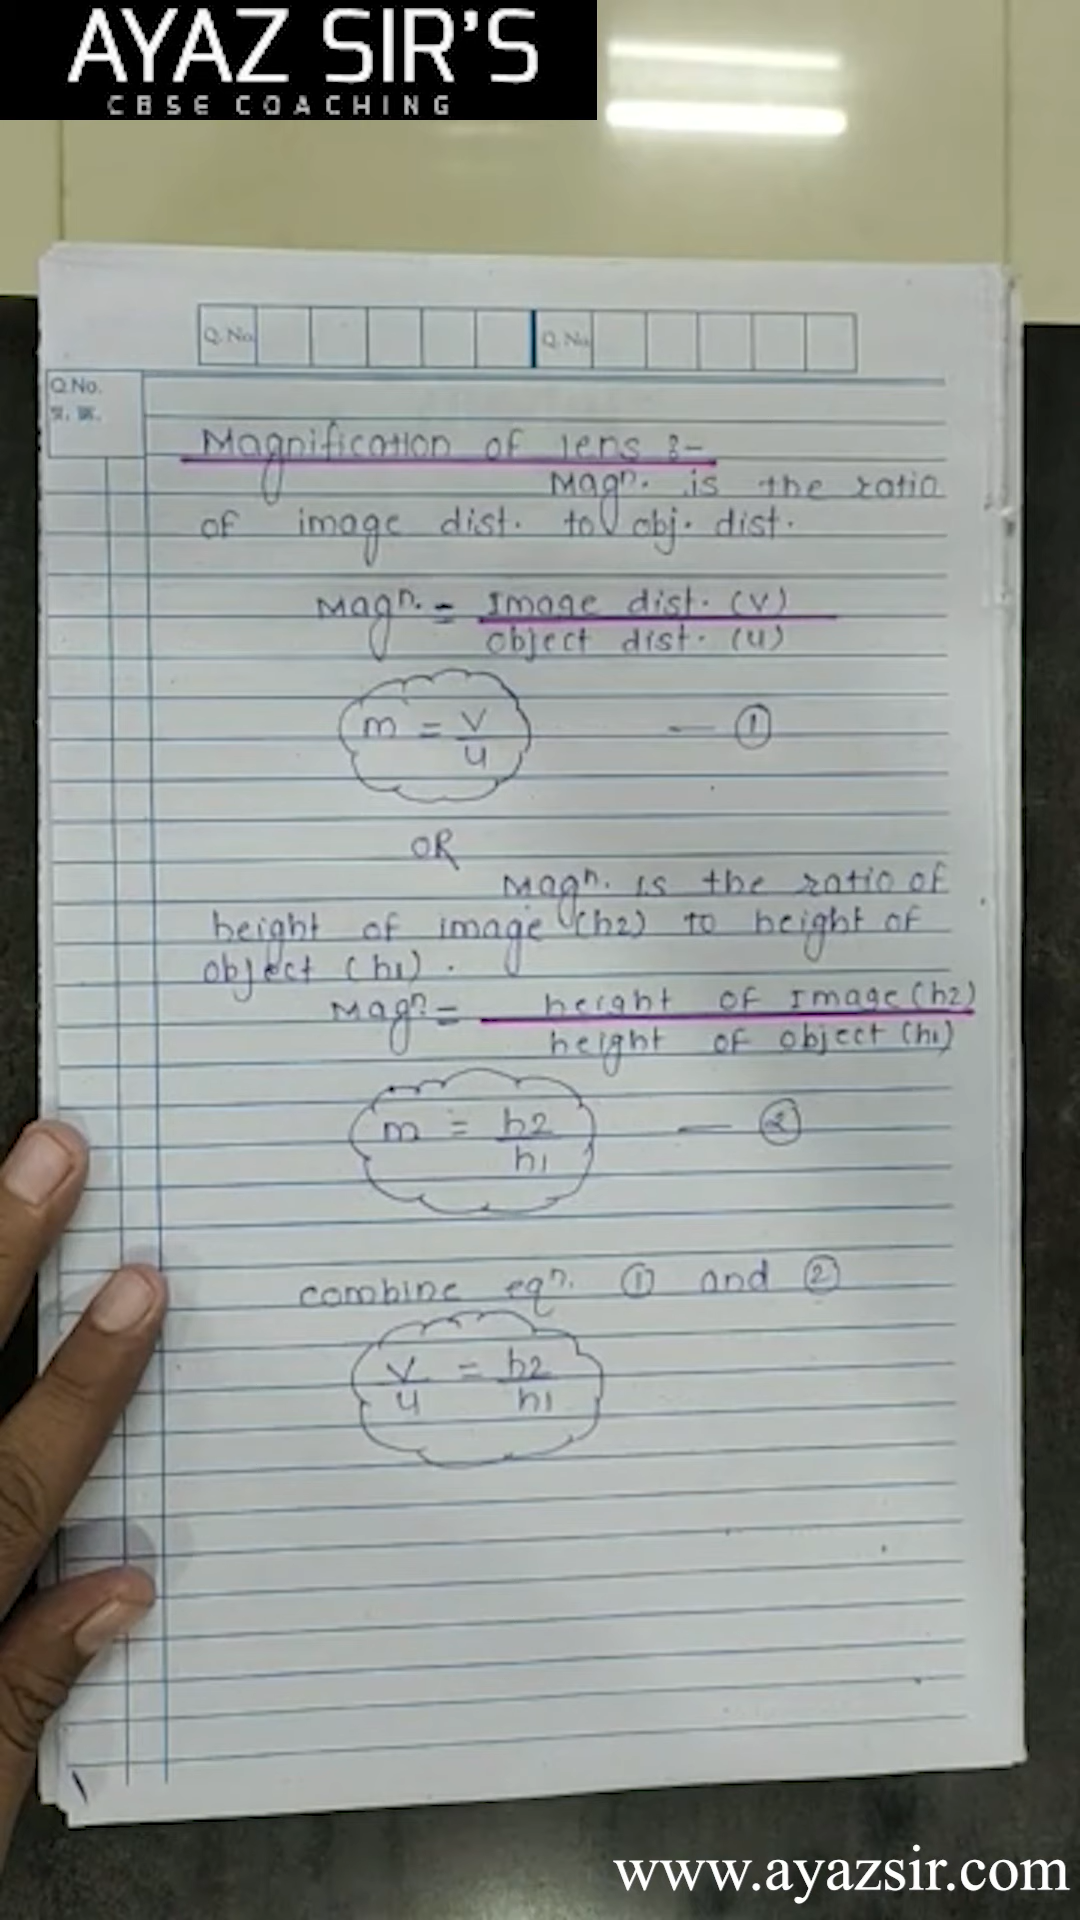 AYAZ SIR'S
CBSE COACHING
Q. No. Q. No.
Q.No.
Magnification of lens :-
Magn. is the ratio
of image dist. to obj. dist.
Magn. = Image dist. (v)
object dist. (u)
m = v
u
— ①
OR
Magn. is the ratio of
height of image (h2) to height of
object (h1).
Magn. = height of Image (h2)
height of object (h1)
m = h2
h1
— ②
combine eqn. ① and ②
v = h2
u h1
www.ayazsir.com